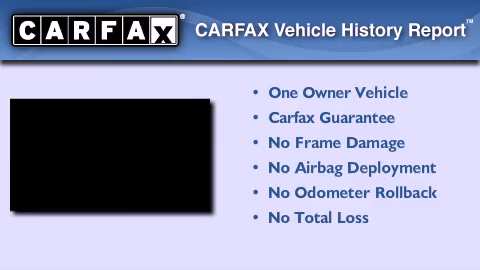 CARFAX® CARFAX Vehicle History Report™
• One Owner Vehicle
• Carfax Guarantee
• No Frame Damage
• No Airbag Deployment
• No Odometer Rollback
• No Total Loss